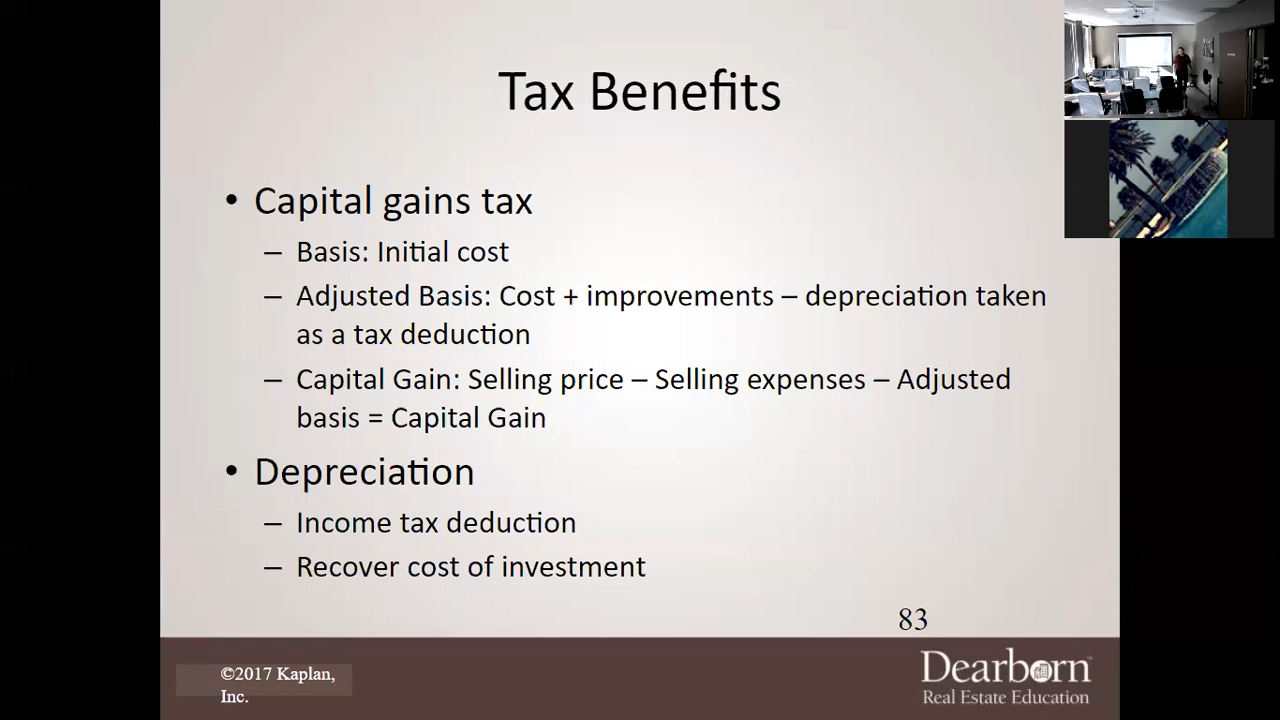 Tax Benefits
• Capital gains tax
– Basis: Initial cost
– Adjusted Basis: Cost + improvements – depreciation taken
as a tax deduction
– Capital Gain: Selling price – Selling expenses – Adjusted
basis = Capital Gain
• Depreciation
– Income tax deduction
– Recover cost of investment
83
©2017 Kaplan,
Inc.
Dearborn
Real Estate Education